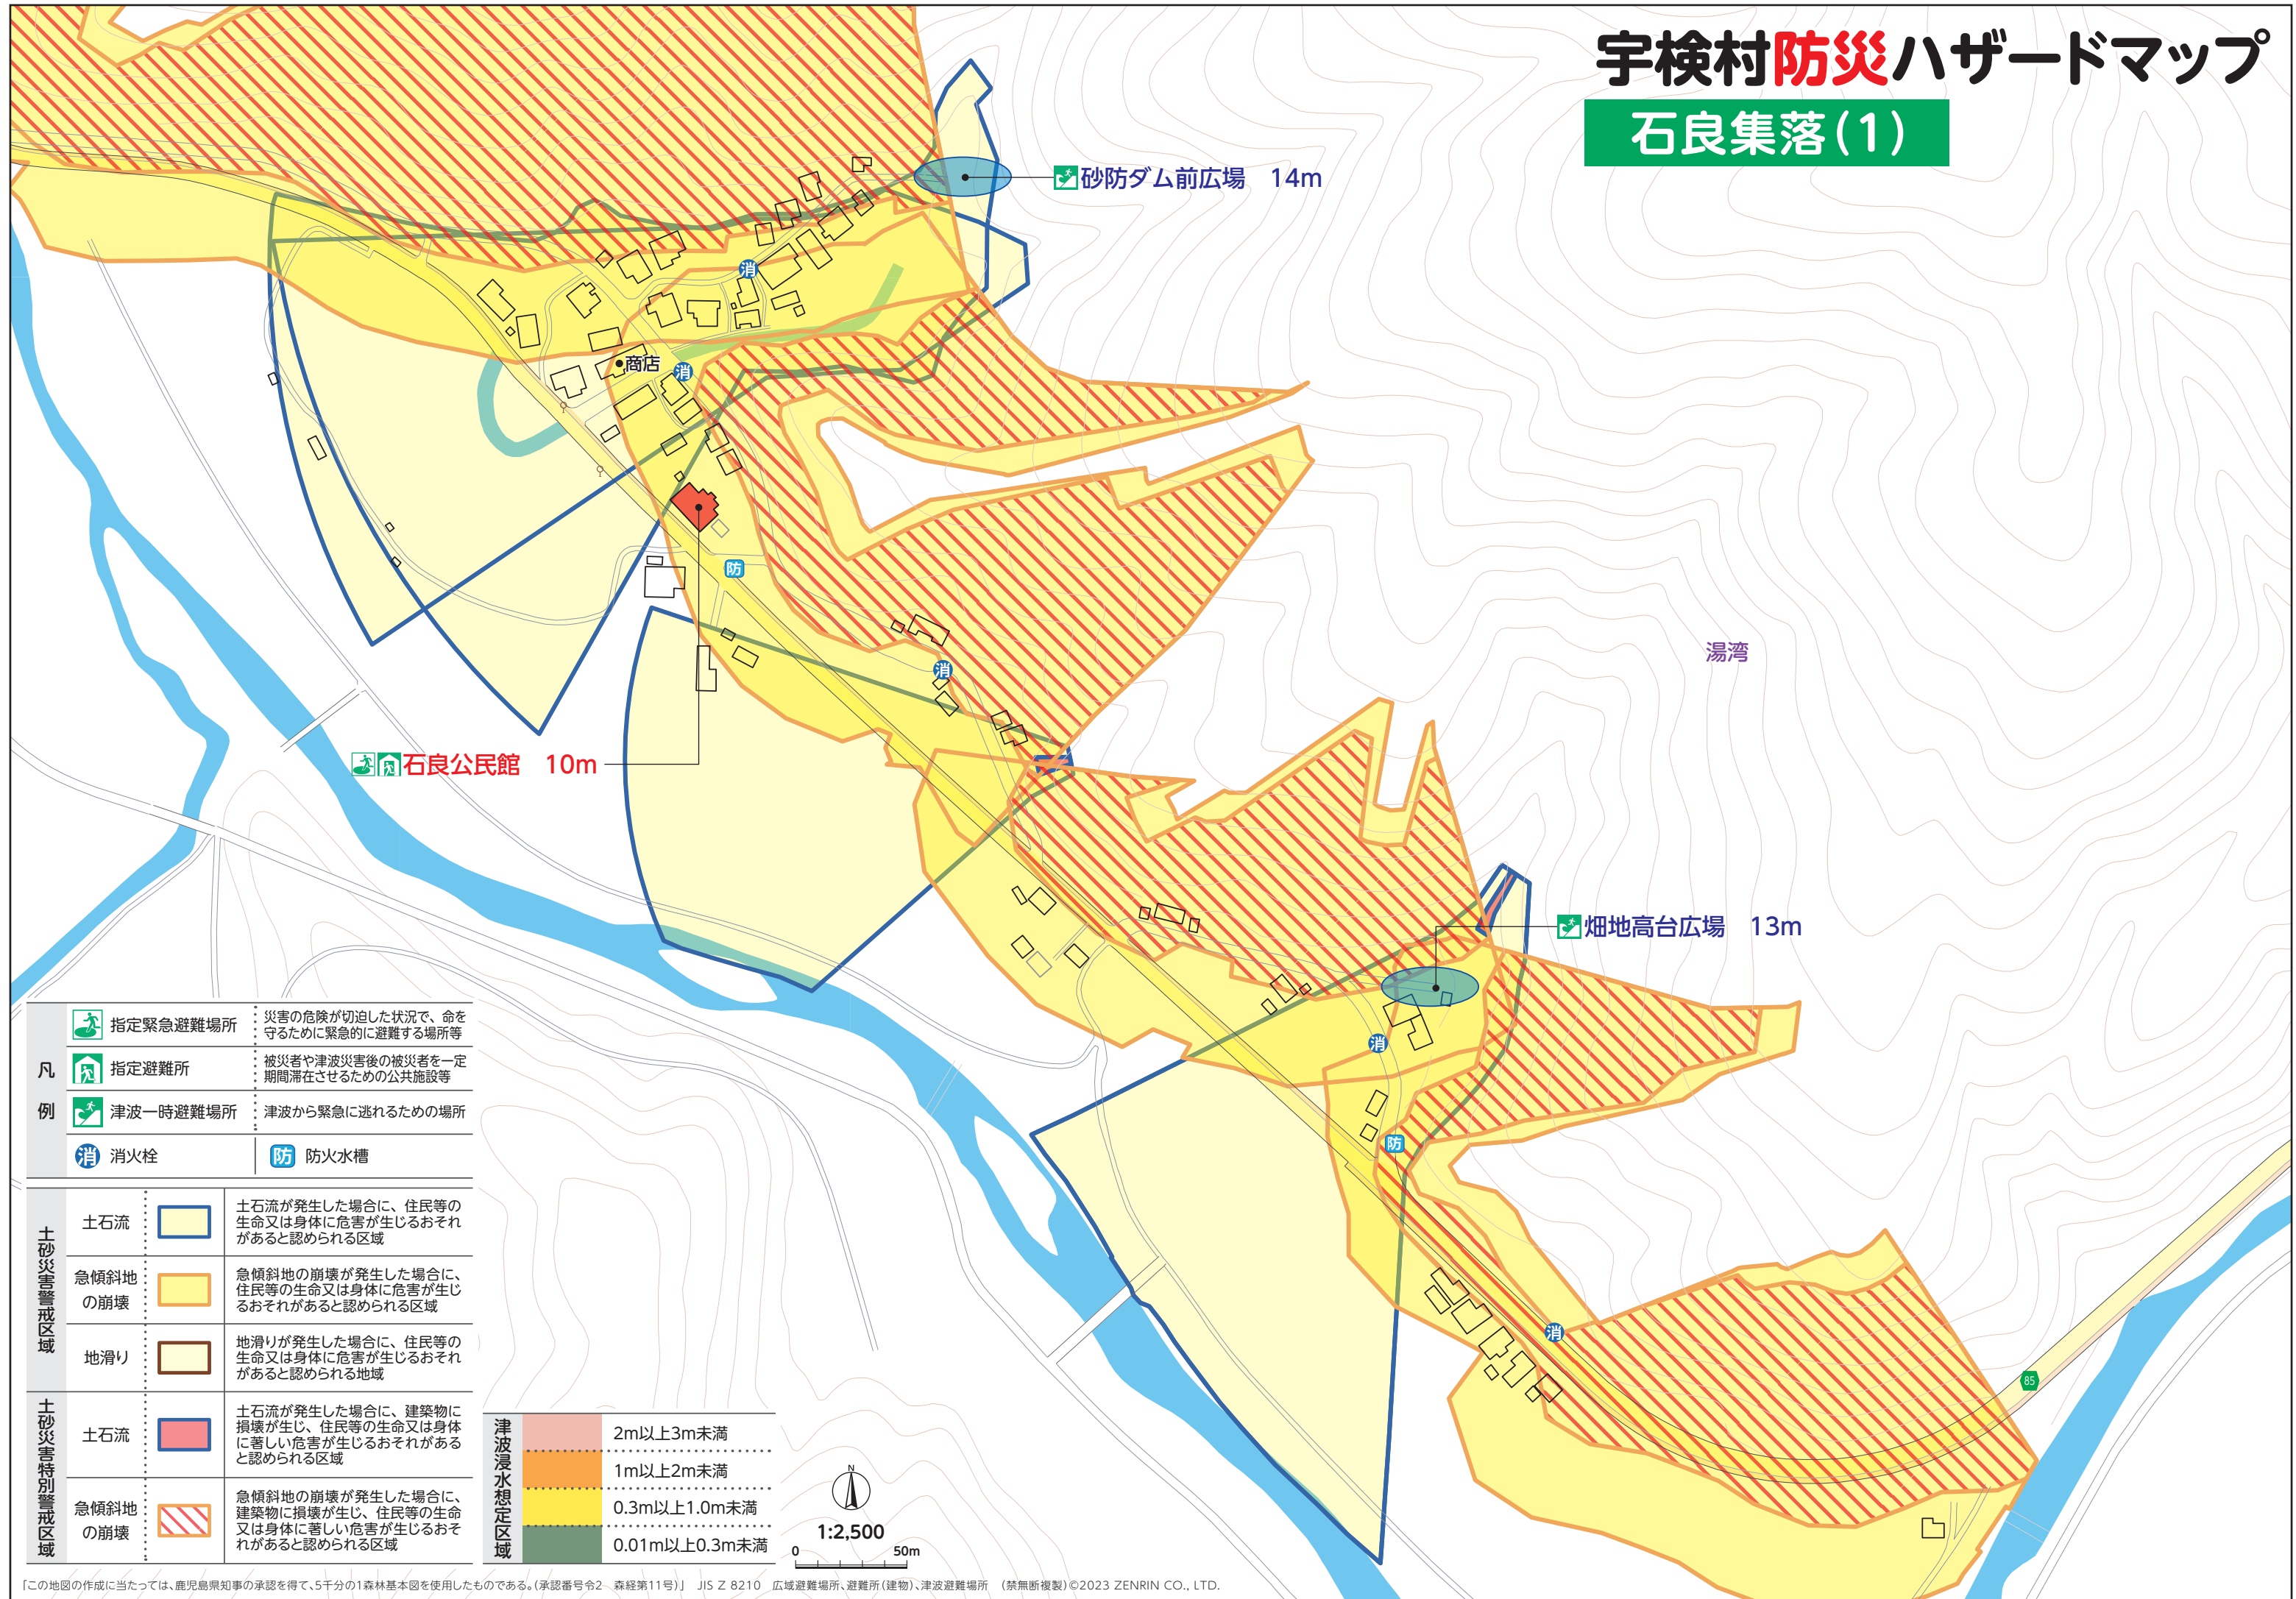 宇検村防災ハザードマップ
石良集落(1)
砂防ダム前広場 14m
消
商店
消
防
消
湯湾
石良公民館 10m
畑地高台広場 13m
消
防
消
85
凡例
指定緊急避難場所
災害の危険が切迫した状況で、命を
守るために緊急的に避難する場所等
指定避難所
被災者や津波災害後の被災者を一定
期間滞在させるための公共施設等
津波一時避難場所
津波から緊急に逃れるための場所
消 消火栓
防 防火水槽
土砂災害警戒区域
土石流
土石流が発生した場合に、住民等の
生命又は身体に危害が生じるおそれ
があると認められる区域
急傾斜地
の崩壊
急傾斜地の崩壊が発生した場合に、
住民等の生命又は身体に危害が生じ
るおそれがあると認められる区域
地滑り
地滑りが発生した場合に、住民等の
生命又は身体に危害が生じるおそれ
があると認められる地域
土砂災害特別警戒区域
土石流
土石流が発生した場合に、建築物に
損壊が生じ、住民等の生命又は身体
に著しい危害が生じるおそれがある
と認められる区域
急傾斜地
の崩壊
急傾斜地の崩壊が発生した場合に、
建築物に損壊が生じ、住民等の生命
又は身体に著しい危害が生じるおそ
れがあると認められる区域
津波浸水想定区域
2m以上3m未満
1m以上2m未満
0.3m以上1.0m未満
0.01m以上0.3m未満
N
1:2,500
0 50m
「この地図の作成に当たっては、鹿児島県知事の承認を得て、5千分の1森林基本図を使用したものである。(承認番号令2 森経第11号)」 JIS Z 8210 広域避難場所、避難所(建物)、津波避難場所 (禁無断複製)©2023 ZENRIN CO., LTD.